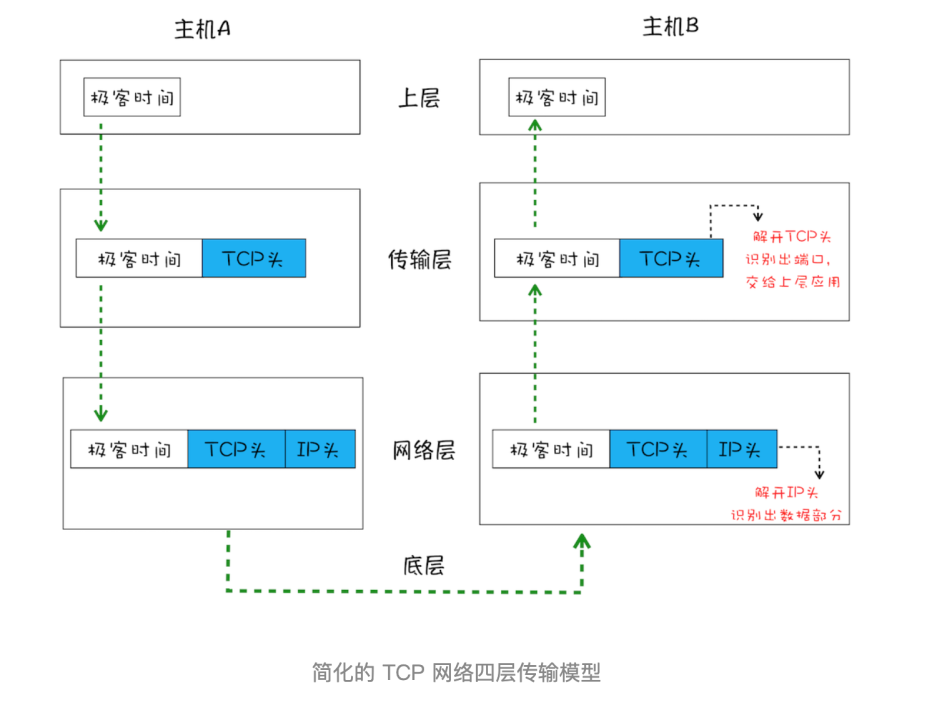 主机A
主机B
极客时间
上层
极客时间
极客时间
TCP头
传输层
极客时间
TCP头
解开TCP头
识别出端口，
交给上层应用
极客时间
TCP头
IP头
网络层
极客时间
TCP头
IP头
解开IP头
识别出数据部分
底层
简化的 TCP 网络四层传输模型